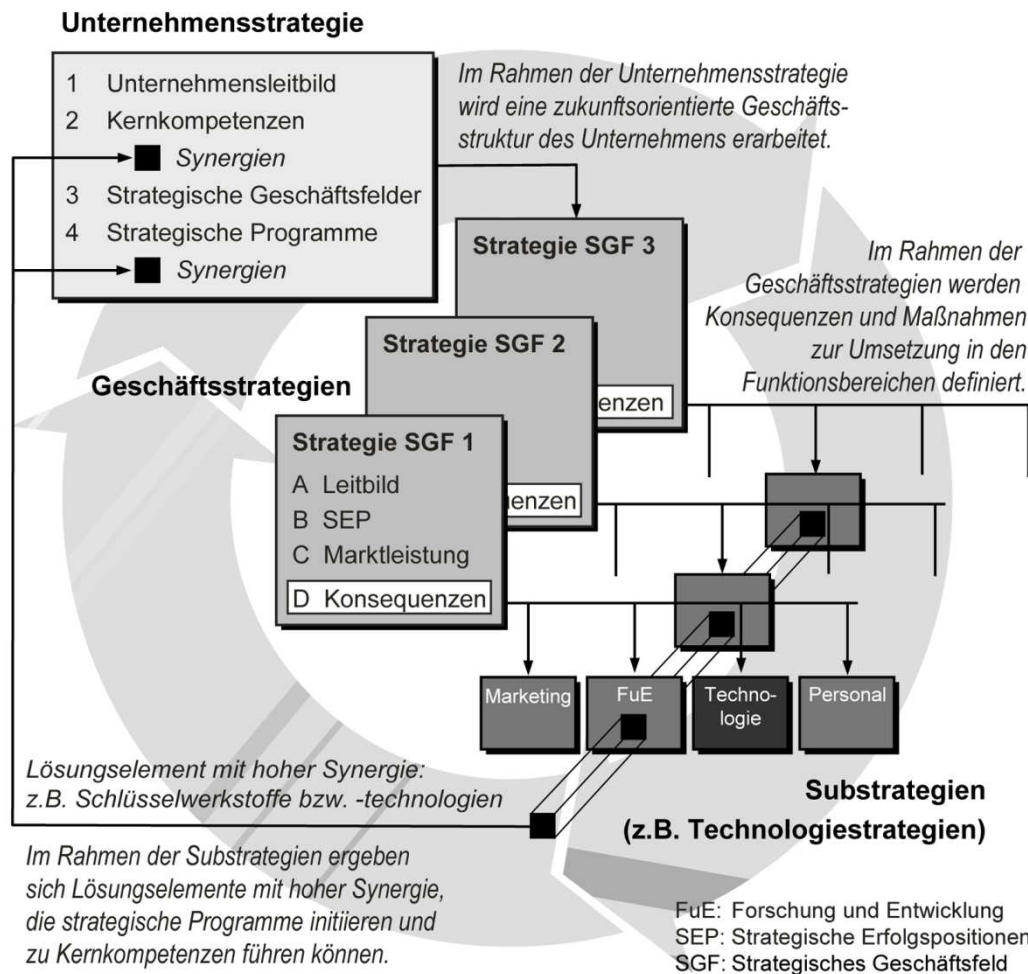 Unternehmensstrategie
1 Unternehmensleitbild
2 Kernkompetenzen
Synergien
3 Strategische Geschäftsfelder
4 Strategische Programme
Synergien
Im Rahmen der Unternehmensstrategie
wird eine zukunftsorientierte Geschäfts-
struktur des Unternehmens erarbeitet.
Strategie SGF 3
enzen
Im Rahmen der
Geschäftsstrategien werden
Konsequenzen und Maßnahmen
zur Umsetzung in den
Funktionsbereichen definiert.
Strategie SGF 2
enzen
Geschäftsstrategien
Strategie SGF 1
A Leitbild
B SEP
C Marktleistung
D Konsequenzen
Marketing
FuE
Techno-
logie
Personal
Lösungselement mit hoher Synergie:
z.B. Schlüsselwerkstoffe bzw. -technologien
Substrategien
(z.B. Technologiestrategien)
Im Rahmen der Substrategien ergeben
sich Lösungselemente mit hoher Synergie,
die strategische Programme initiieren und
zu Kernkompetenzen führen können.
FuE: Forschung und Entwicklung
SEP: Strategische Erfolgspositionen
SGF: Strategisches Geschäftsfeld